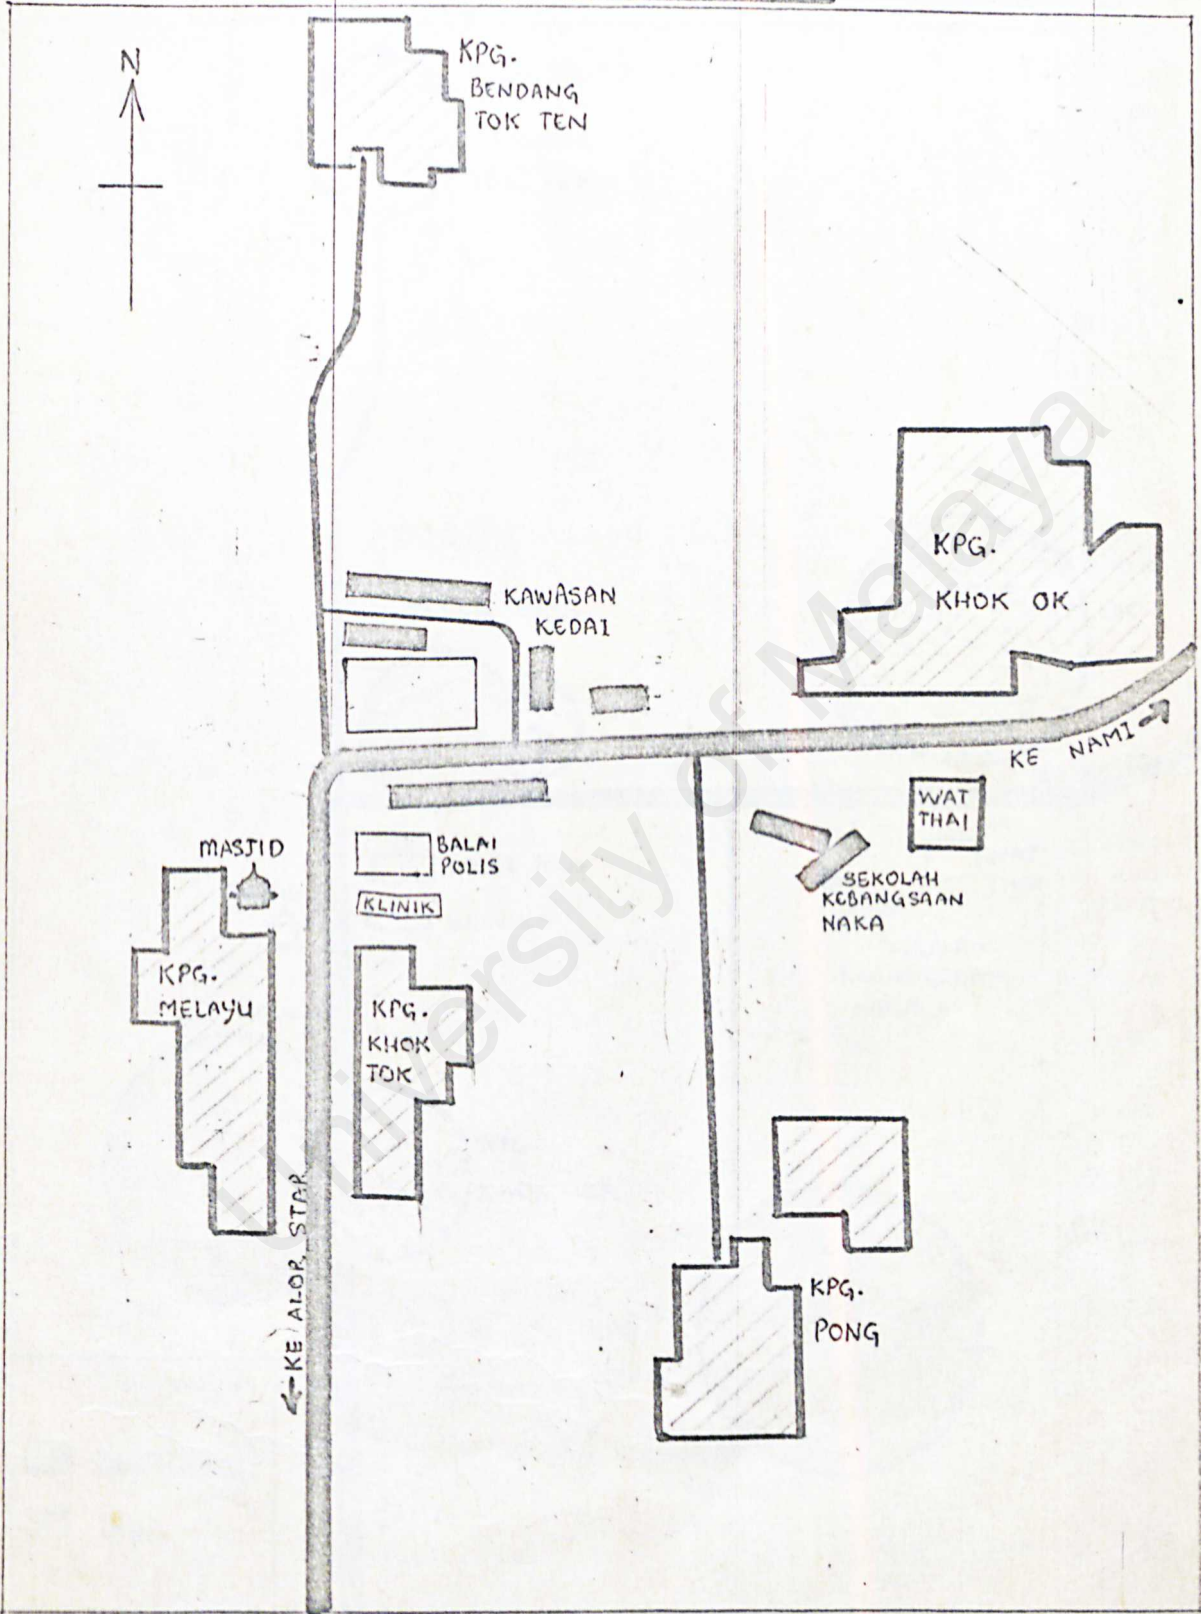 N
KPG.
BENDANG
TOK TEN
KAWASAN
KEDAI
KPG.
KHOK OK
KE NAMI
WAT
THAI
SEKOLAH
KEBANGSAAN
NAKA
MASJID
BALAI
POLIS
KLINIK
KPG.
MELAYU
KPG.
KHOK
TOK
KE ALOR STAR
KPG.
PONG
University of Malaya